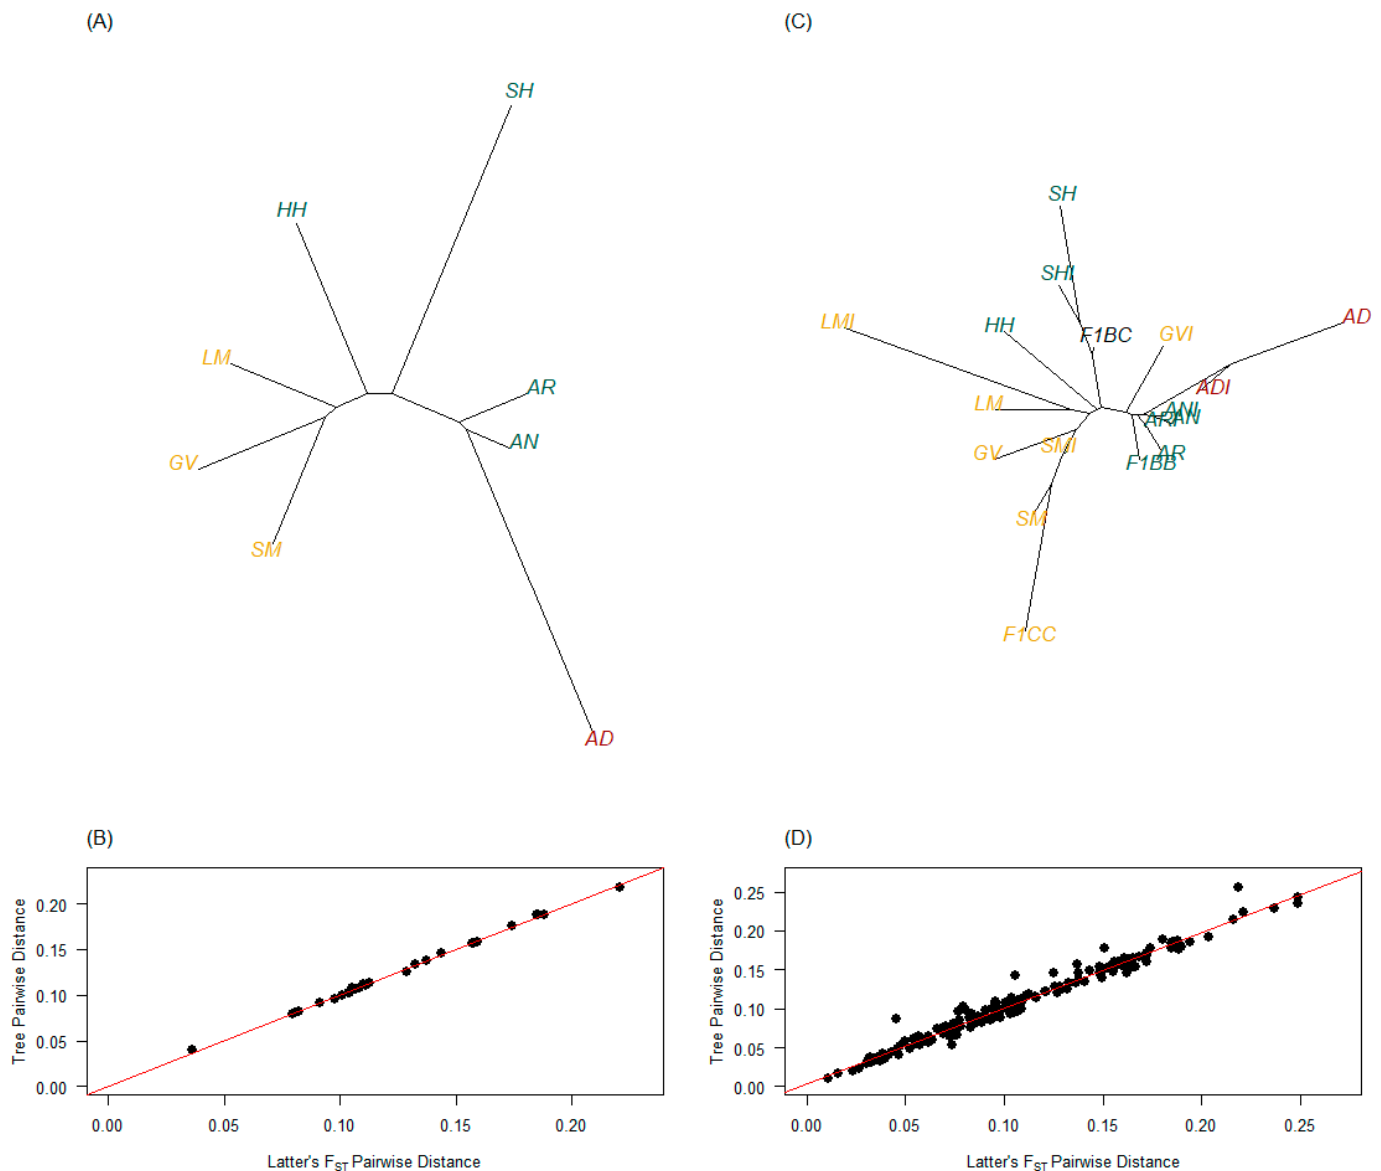 (A)
SH
HH
LM
AR
AN
GV
SM
AD
(C)
SH
SHI
LMI
HH
F1BC
GVI
AD
ADI
LM
ANI
AN
ARI
GV
SMI
AR
F1BB
SM
F1CC
(B)
Tree Pairwise Distance
0.20
0.15
0.10
0.05
0.00
0.00 0.05 0.10 0.15 0.20
Latter's FST Pairwise Distance
(D)
Tree Pairwise Distance
0.25
0.20
0.15
0.10
0.05
0.00
0.00 0.05 0.10 0.15 0.20 0.25
Latter's FST Pairwise Distance